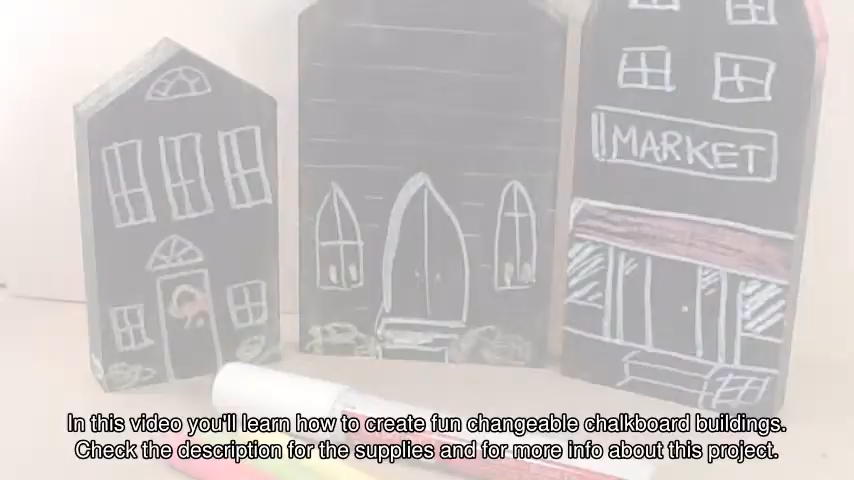 MARKET
In this video you'll learn how to create fun changeable chalkboard buildings.
Check the description for the supplies and for more info about this project.